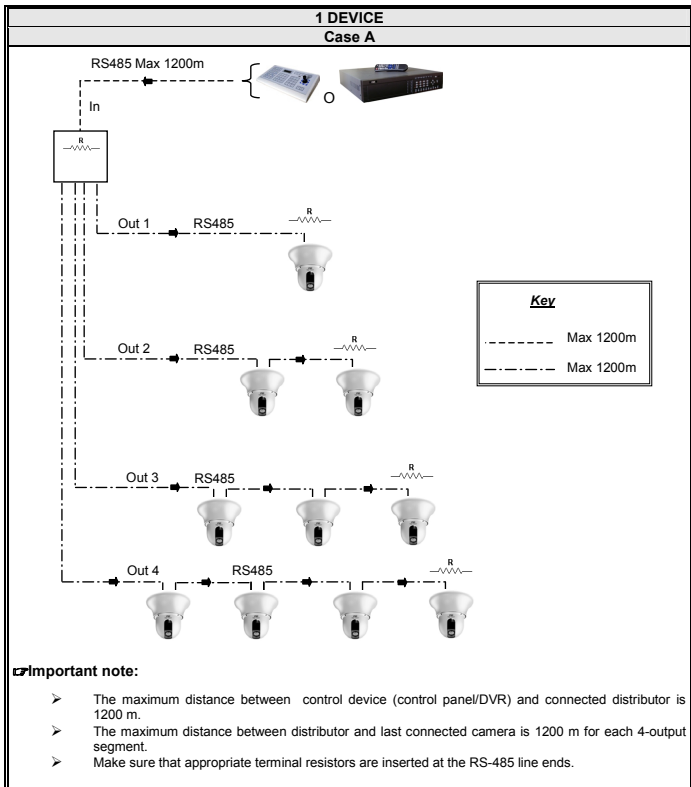 1 DEVICE
Case A
RS485 Max 1200m
O
In
R
R
Out 1 RS485
Key
Max 1200m
Max 1200m
R
Out 2 RS485
R
Out 3 RS485
R
Out 4 RS485
☞Important note:
➢ The maximum distance between control device (control panel/DVR) and connected distributor is
1200 m.
➢ The maximum distance between distributor and last connected camera is 1200 m for each 4-output
segment.
➢ Make sure that appropriate terminal resistors are inserted at the RS-485 line ends.